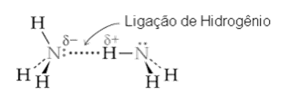 Ligação de Hidrogênio
H δ− δ+ ..
N: H—N
H H H H